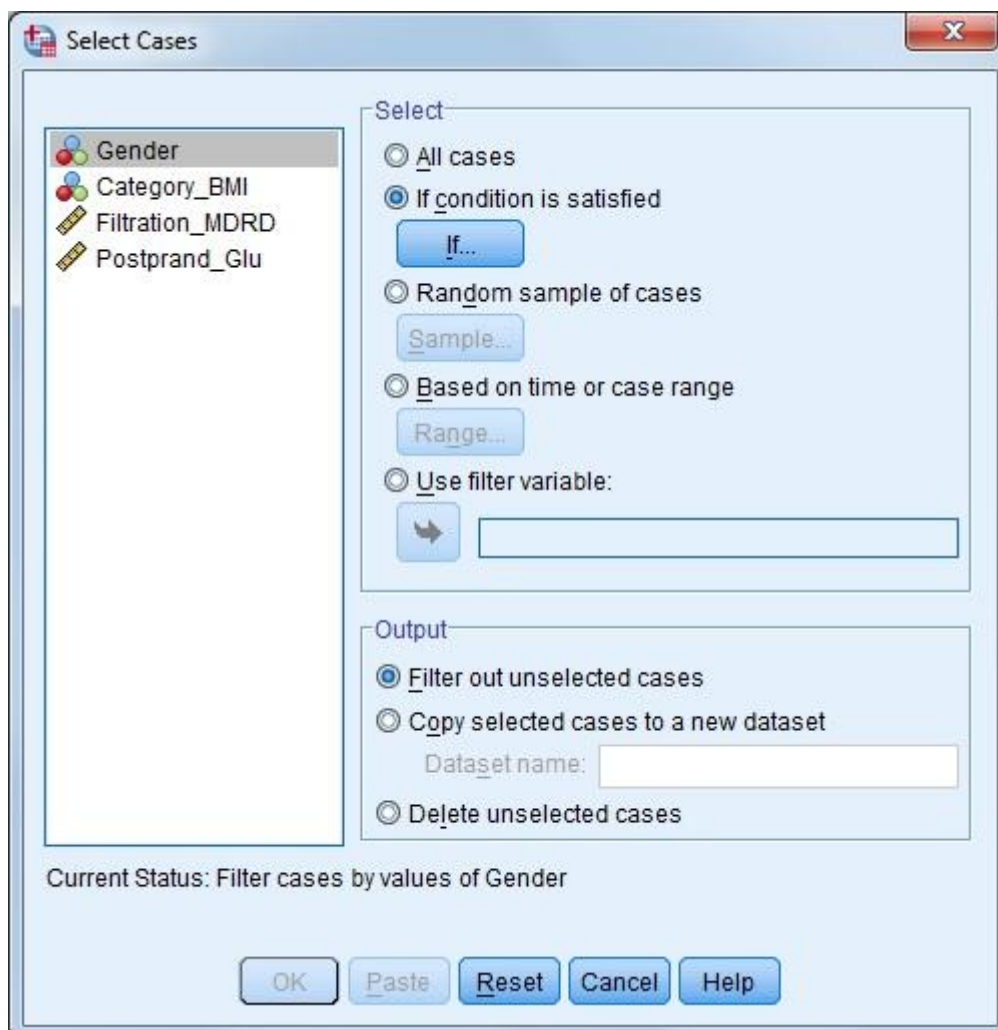 Select Cases
Gender
Category_BMI
Filtration_MDRD
Postprand_Glu
Select
All cases
If condition is satisfied
If...
Random sample of cases
Sample...
Based on time or case range
Range...
Use filter variable:
Output
Filter out unselected cases
Copy selected cases to a new dataset
Dataset name:
Delete unselected cases
Current Status: Filter cases by values of Gender
OK Paste Reset Cancel Help